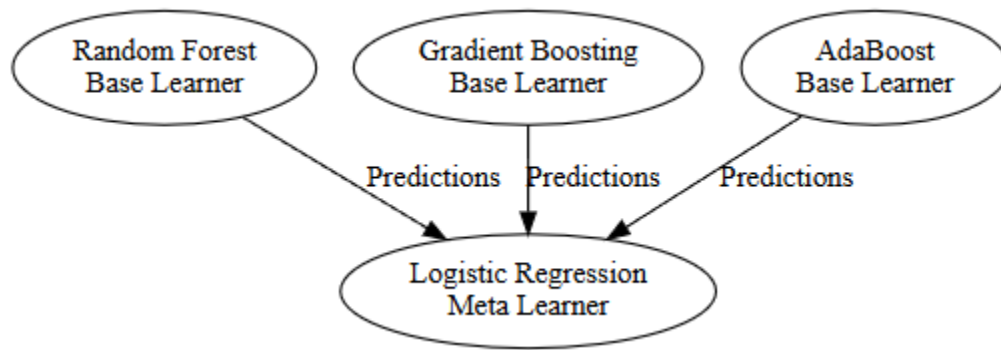 Random Forest
Base Learner
Gradient Boosting
Base Learner
AdaBoost
Base Learner
Predictions
Predictions
Predictions
Logistic Regression
Meta Learner